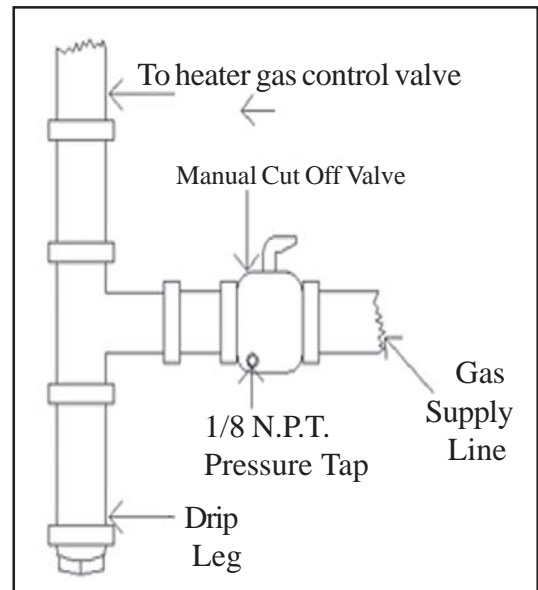 To heater gas control valve
Manual Cut Off Valve
Gas
Supply
Line
1/8 N.P.T.
Pressure Tap
Drip
Leg